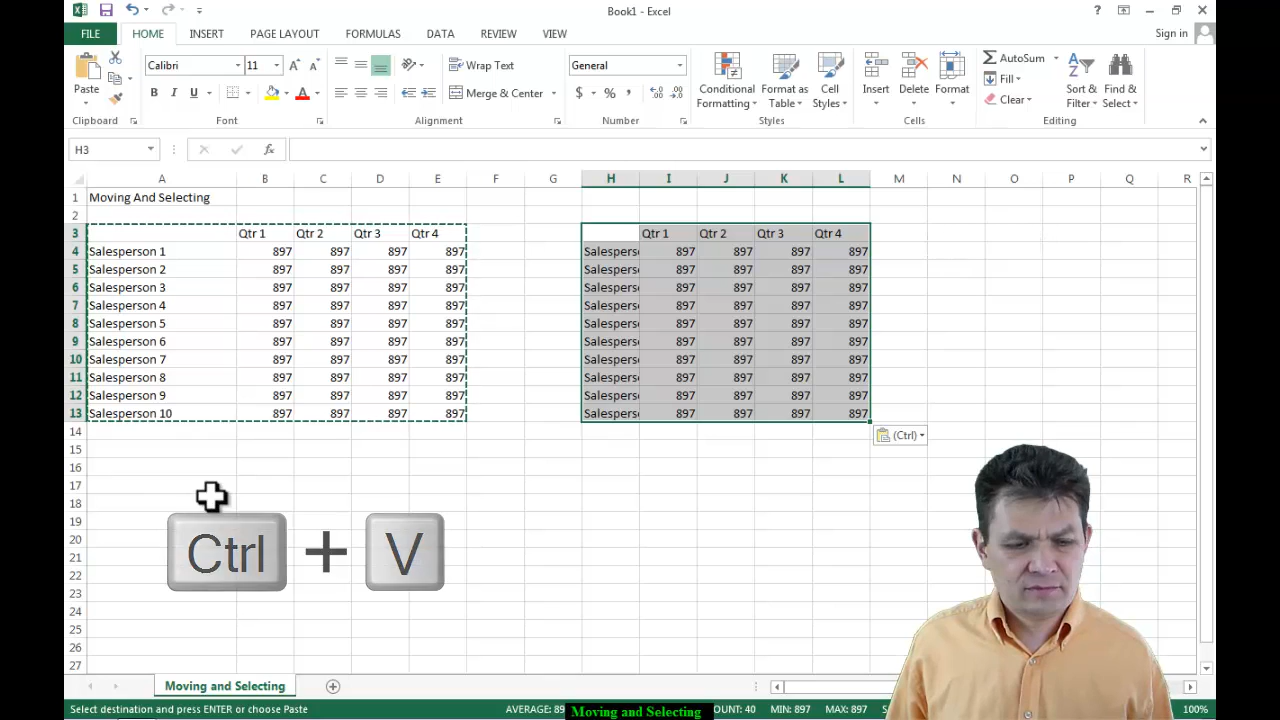 Book1 - Excel
?
FILE HOME INSERT PAGE LAYOUT FORMULAS DATA REVIEW VIEW Sign in
Calibri 11 Wrap Text General AutoSum
Paste B I U Merge & Center $ % , Conditional Formatting Format as Table Cell Styles Insert Delete Format Fill Clear Sort & Filter Find & Select
Clipboard Font Alignment Number Styles Cells Editing
H3 fx
A B C D E F G H I J K L M N O P Q R
1 Moving And Selecting
2
3 Qtr 1 Qtr 2 Qtr 3 Qtr 4 Qtr 1 Qtr 2 Qtr 3 Qtr 4
4 Salesperson 1 897 897 897 897 Salesperso 897 897 897 897
5 Salesperson 2 897 897 897 897 Salesperso 897 897 897 897
6 Salesperson 3 897 897 897 897 Salesperso 897 897 897 897
7 Salesperson 4 897 897 897 897 Salesperso 897 897 897 897
8 Salesperson 5 897 897 897 897 Salesperso 897 897 897 897
9 Salesperson 6 897 897 897 897 Salesperso 897 897 897 897
10 Salesperson 7 897 897 897 897 Salesperso 897 897 897 897
11 Salesperson 8 897 897 897 897 Salesperso 897 897 897 897
12 Salesperson 9 897 897 897 897 Salesperso 897 897 897 897
13 Salesperson 10 897 897 897 897 Salesperso 897 897 897 897
14 (Ctrl)
15
16
17
18
19
20
21
22
23
24
25
26
27
Ctrl + V
Moving and Selecting
Select destination and press ENTER or choose Paste AVERAGE: 89 Moving and Selecting COUNT: 40 MIN: 897 MAX: 897 100%